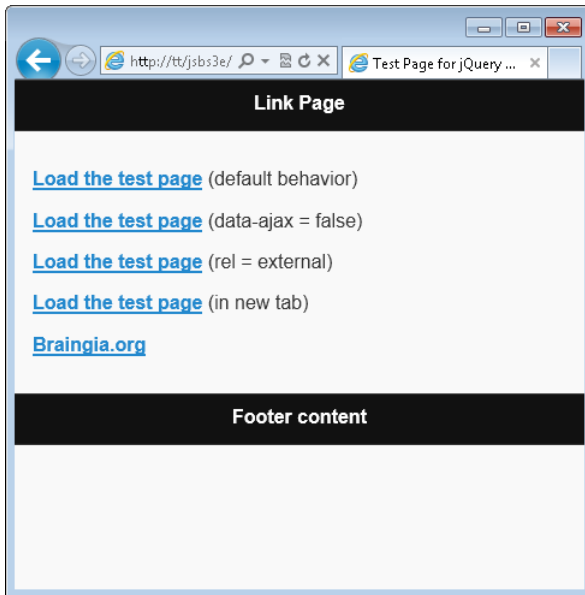 http://tt/jsbs3e/
Test Page for jQuery ...
Link Page
Load the test page (default behavior)
Load the test page (data-ajax = false)
Load the test page (rel = external)
Load the test page (in new tab)
Braingia.org
Footer content